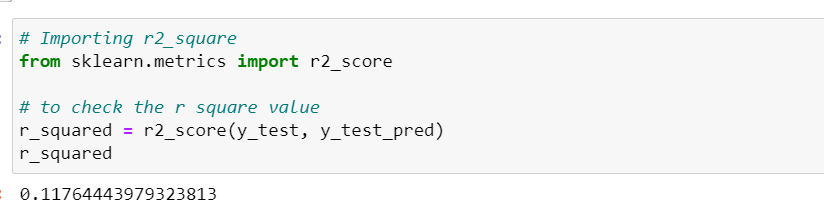 # Importing r2_square
from sklearn.metrics import r2_score
# to check the r square value
r_squared = r2_score(y_test, y_test_pred)
r_squared
0.11764443979323813